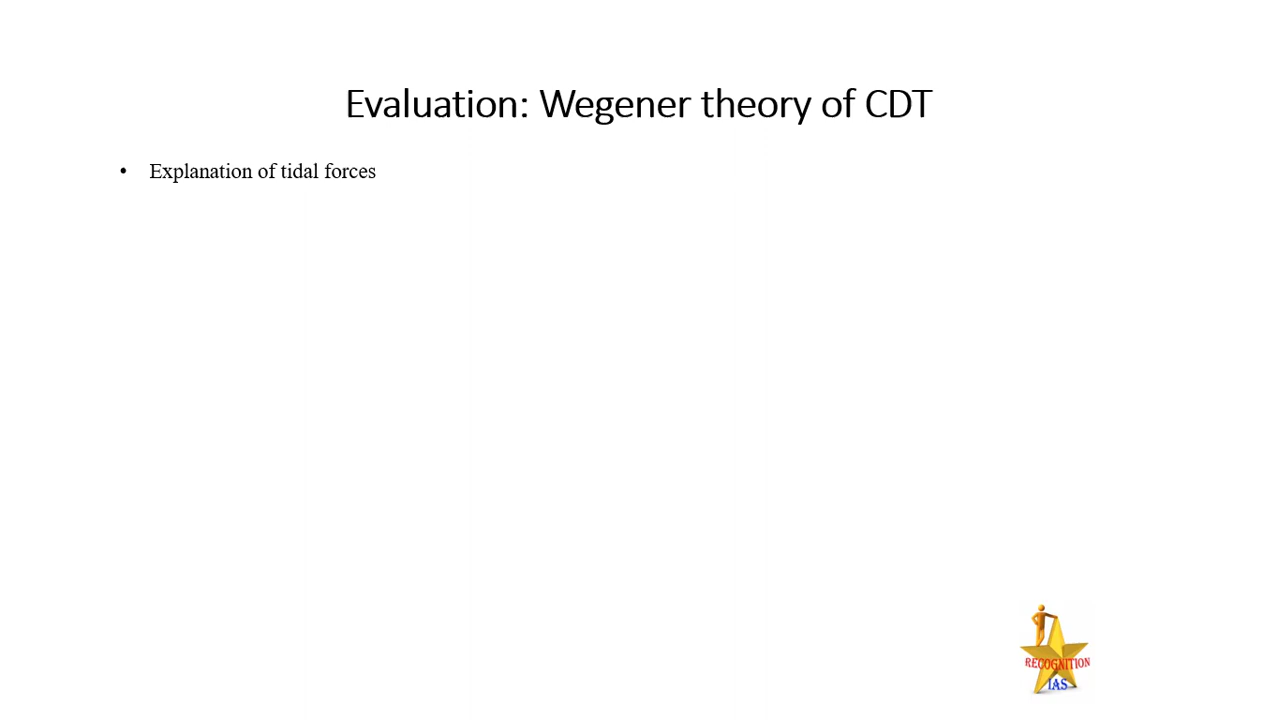 Evaluation: Wegener theory of CDT
• Explanation of tidal forces
RECOGNITION
IAS